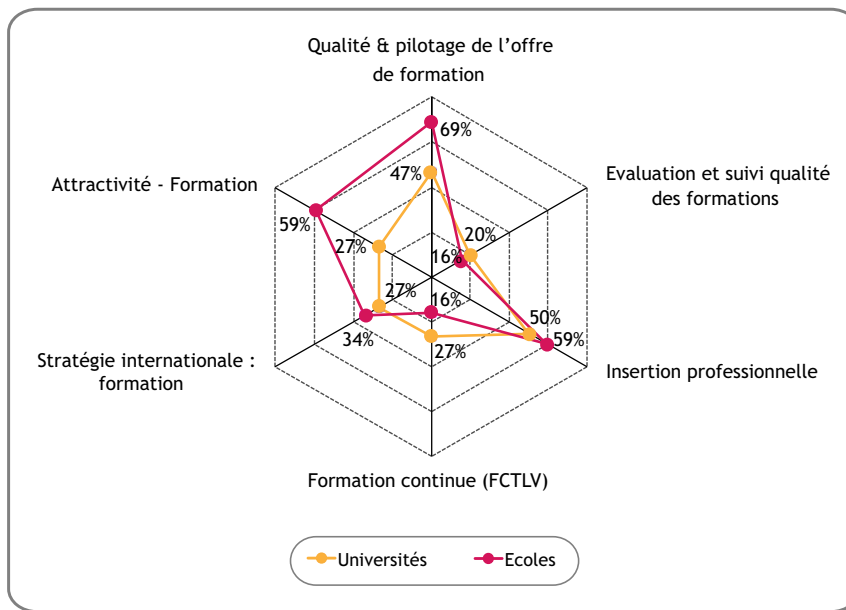 Qualité & pilotage de l’offre
de formation
69%
47%
Attractivité - Formation
Evaluation et suivi qualité
des formations
59%
27%
20%
16%
27%
16%
50%
59%
34%
27%
Stratégie internationale :
formation
Insertion professionnelle
Formation continue (FCTLV)
Universités
Ecoles